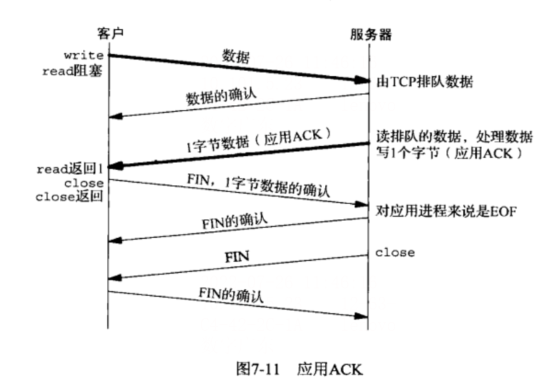 客户
服务器
write
read阻塞
数据
由TCP排队数据
数据的确认
1字节数据（应用ACK）
读排队的数据，处理数据
写1个字节（应用ACK）
read返回1
close
close返回
FIN，1字节数据的确认
对应用进程来说是EOF
FIN的确认
close
FIN
FIN的确认
图7-11 应用ACK